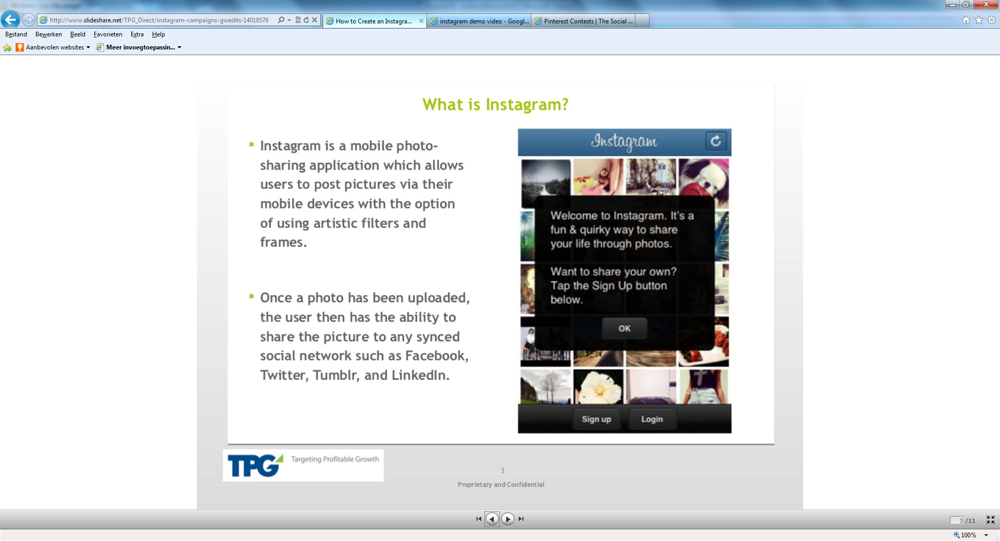 http://www.slideshare.net/TPG_Direct/instagram-campaigns-gwedits-14018576
How to Create an Instagra...
instagram demo video - Googl...
Pinterest Contests | The Social ...
Bestand Bewerken Beeld Favorieten Extra Help
Aanbevolen websites
Meer invoegtoepassin...
What is Instagram?
Instagram is a mobile photo-
sharing application which allows
users to post pictures via their
mobile devices with the option
of using artistic filters and
frames.
Once a photo has been uploaded,
the user then has the ability to
share the picture to any synced
social network such as Facebook,
Twitter, Tumblr, and LinkedIn.
Instagram
Welcome to Instagram. It's a
fun & quirky way to share
your life through photos.
Want to share your own?
Tap the Sign Up button
below.
OK
Sign up
Login
TPG
Targeting Profitable Growth
3
Proprietary and Confidential
3 /11
100%